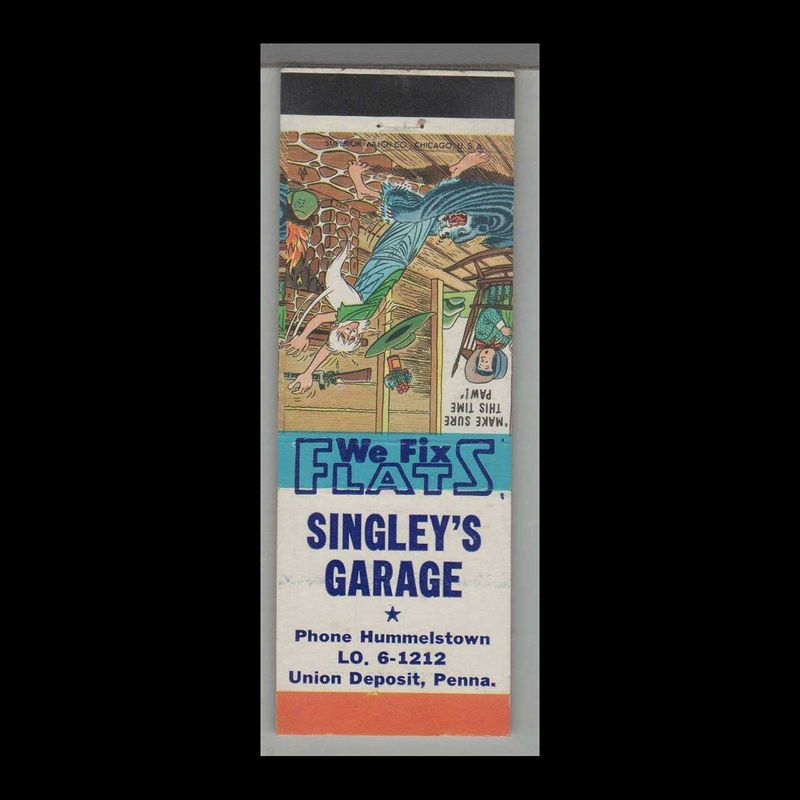 SUPERIOR MATCH CO., CHICAGO, U.S.A.
"MAKE SURE
THIS TIME
PAW!"
We Fix
FLATS
SINGLEY'S
GARAGE
★
Phone Hummelstown
LO. 6-1212
Union Deposit, Penna.